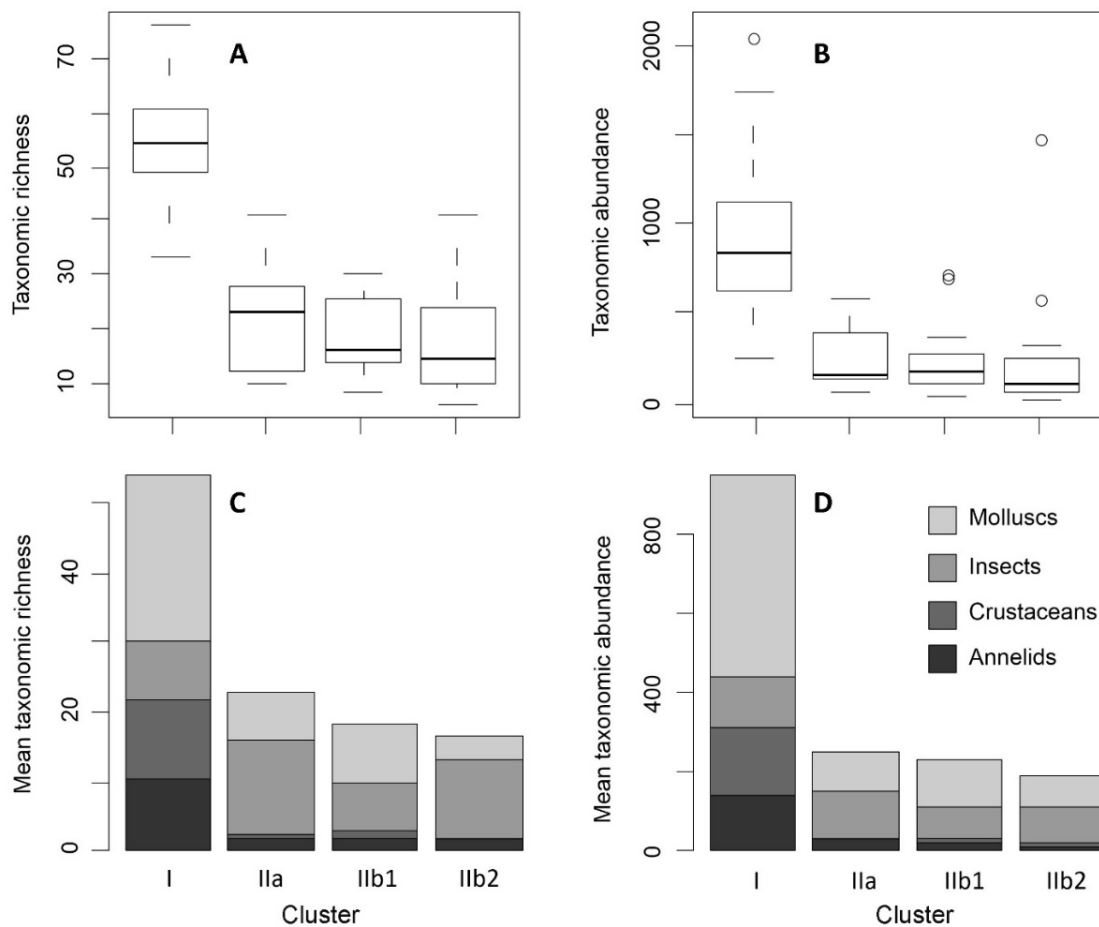 A
Taxonomic richness
70
50
30
10
B
Taxonomic abundance
2000
1000
0
C
Mean taxonomic richness
40
20
0
I
IIa
IIb1
IIb2
Cluster
D
Mean taxonomic abundance
800
400
0
Molluscs
Insects
Crustaceans
Annelids
I
IIa
IIb1
IIb2
Cluster